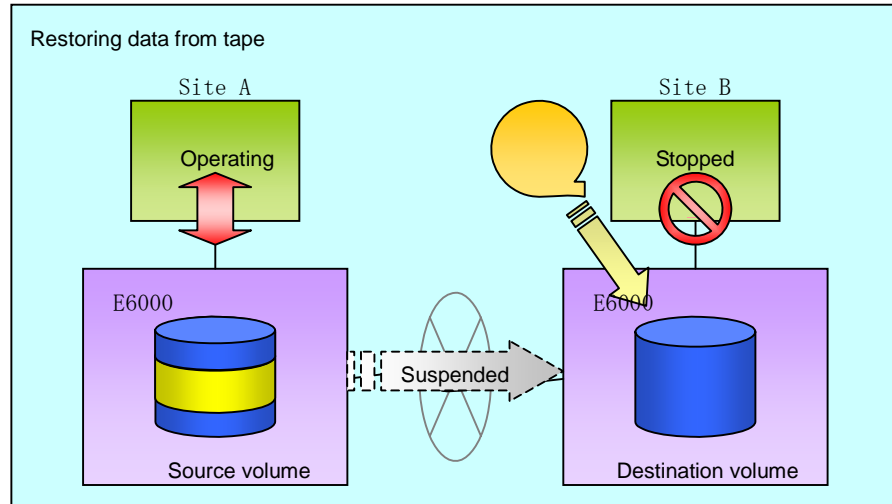 Restoring data from tape
Site A
Site B
Operating
Stopped
E6000
E6000
Suspended
Source volume
Destination volume